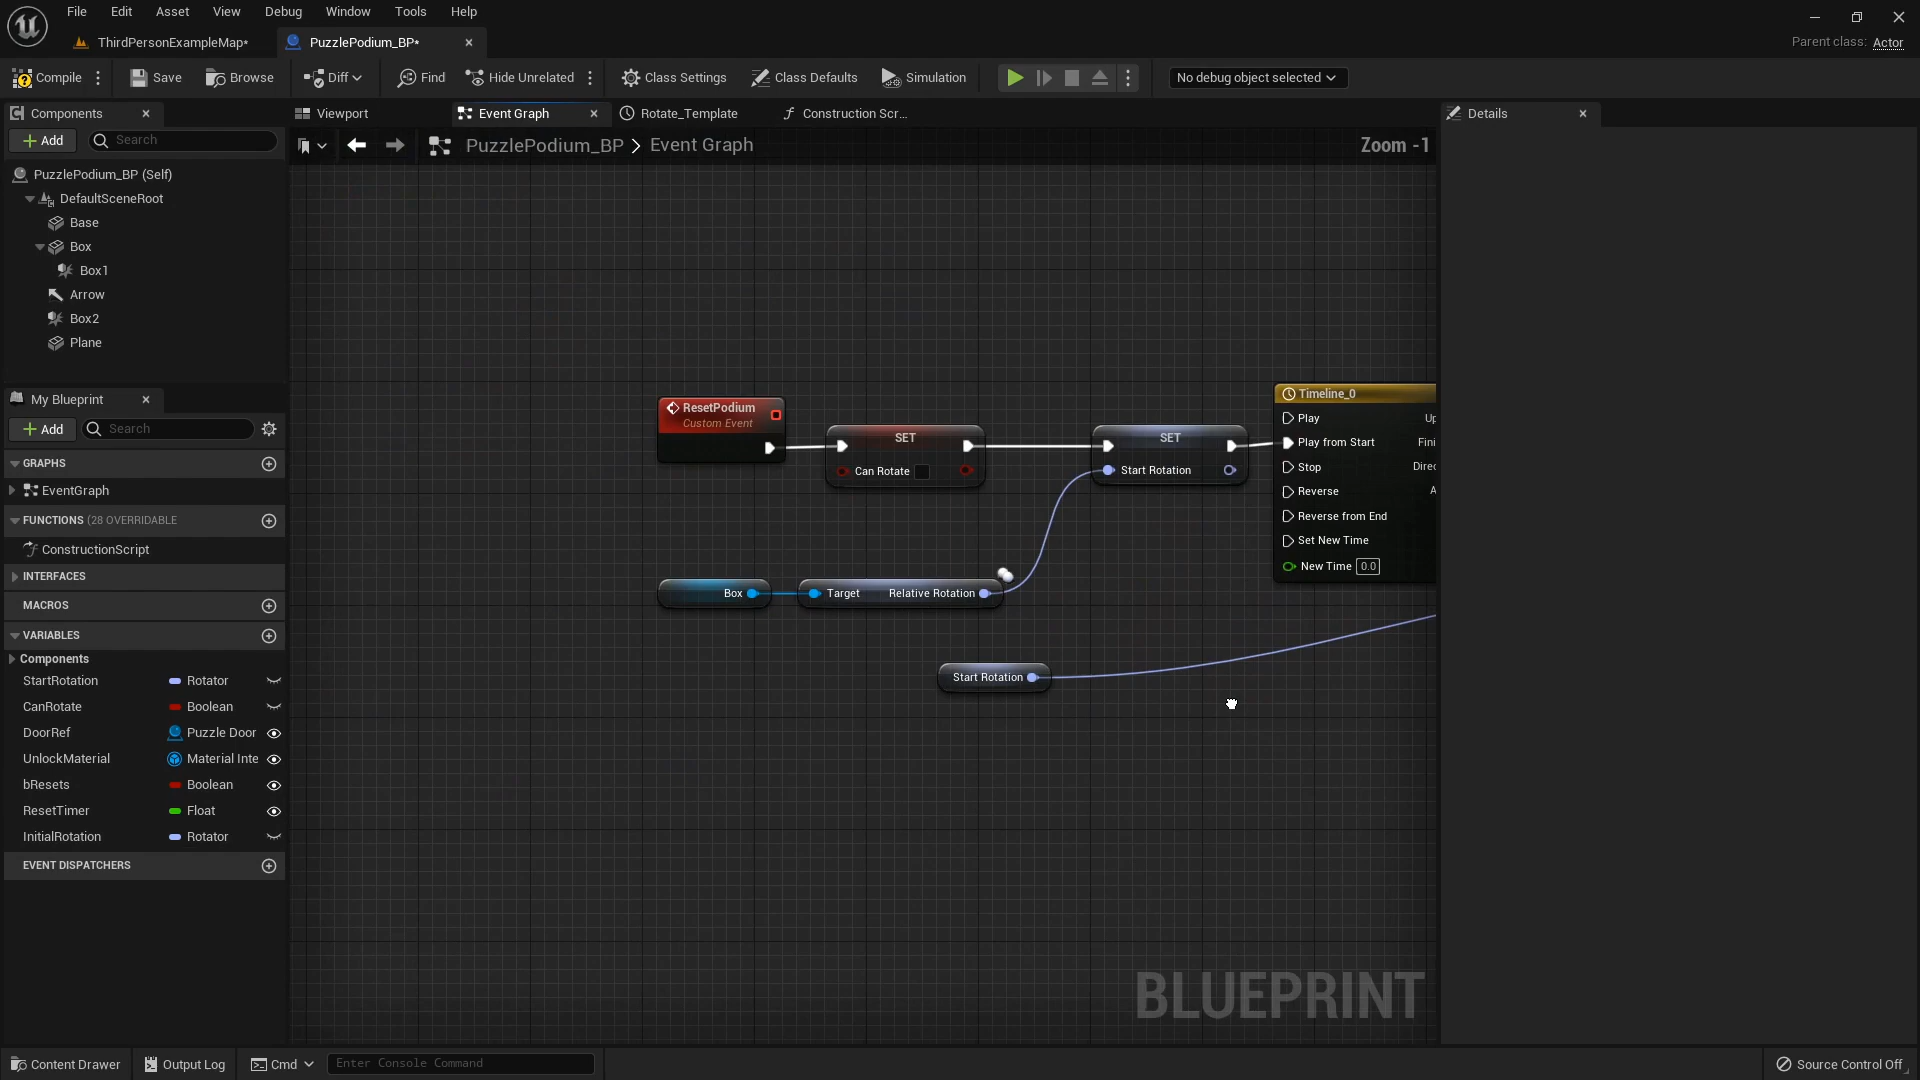 File Edit Asset View Debug Window Tools Help
ThirdPersonExampleMap*
PuzzlePodium_BP*
Parent class: Actor
Compile
Save
Browse
Diff
Find
Hide Unrelated
Class Settings
Class Defaults
Simulation
No debug object selected
Components
Add
Search
PuzzlePodium_BP (Self)
DefaultSceneRoot
Base
Box
Box1
Arrow
Box2
Plane
My Blueprint
Add
Search
GRAPHS
EventGraph
FUNCTIONS (28 OVERRIDABLE
ConstructionScript
INTERFACES
MACROS
VARIABLES
Components
StartRotation Rotator
CanRotate Boolean
DoorRef Puzzle Door
UnlockMaterial Material Inte
bResets Boolean
ResetTimer Float
InitialRotation Rotator
EVENT DISPATCHERS
Viewport
Event Graph
Rotate_Template
Construction Scr...
PuzzlePodium_BP > Event Graph
Zoom -1
ResetPodium
Custom Event
SET
Can Rotate
SET
Start Rotation
Timeline_0
Play Up
Play from Start Fini
Stop Direc
Reverse A
Reverse from End
Set New Time
New Time 0.0
Box
Target Relative Rotation
Start Rotation
BLUEPRINT
Details
Content Drawer
Output Log
Cmd
Enter Console Command
Source Control Off